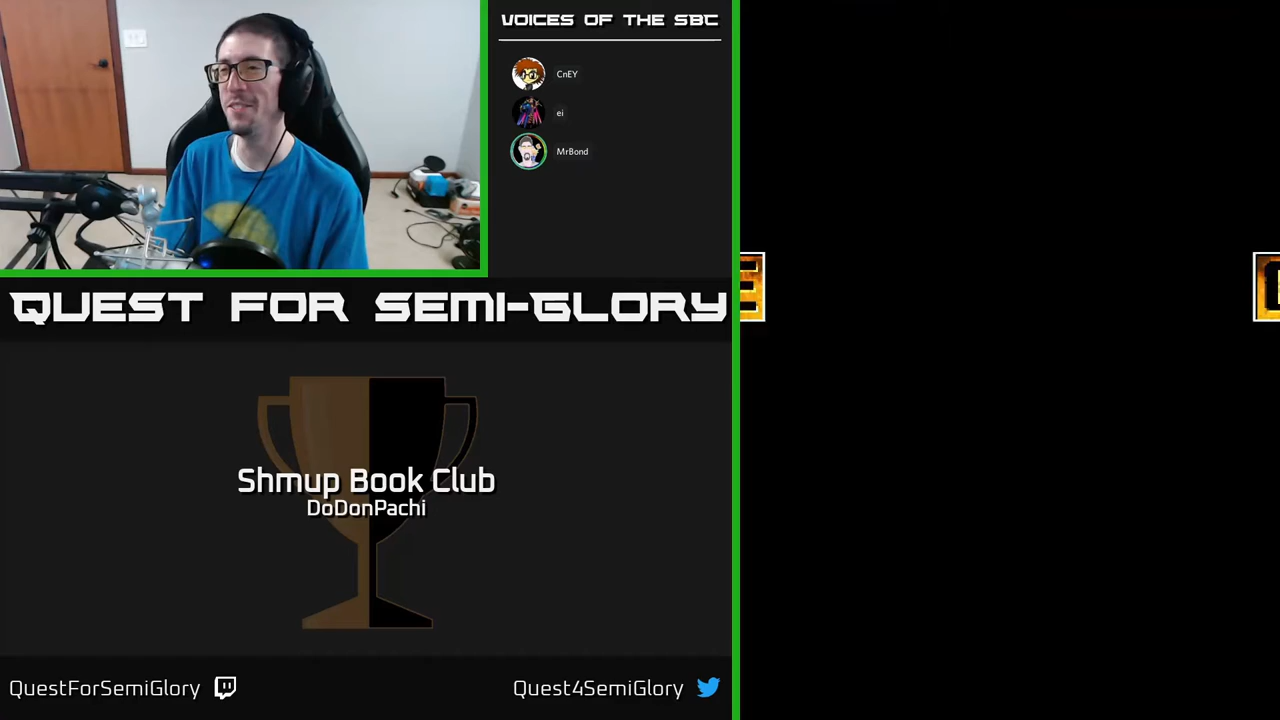 VOICES OF THE SBC
CnEY
ei
MrBond
QUEST FOR SEMI-GLORY
Shmup Book Club
DoDonPachi
QuestForSemiGlory
Quest4SemiGlory